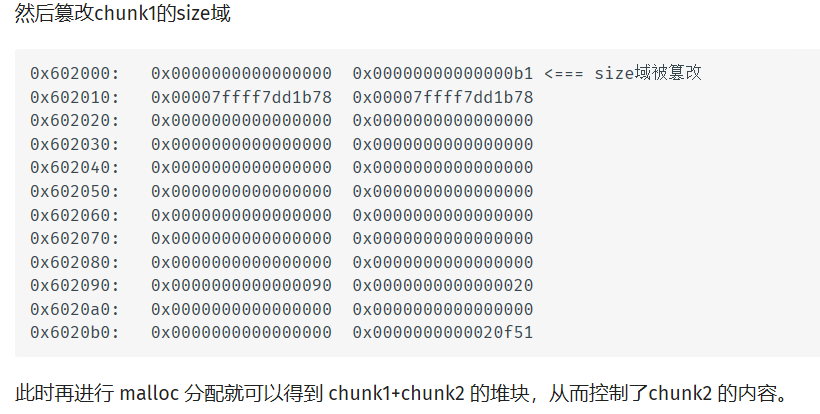 然后篡改chunk1的size域
0x602000:   0x0000000000000000  0x00000000000000b1 <=== size域被篡改
0x602010:   0x00007ffff7dd1b78  0x00007ffff7dd1b78
0x602020:   0x0000000000000000  0x0000000000000000
0x602030:   0x0000000000000000  0x0000000000000000
0x602040:   0x0000000000000000  0x0000000000000000
0x602050:   0x0000000000000000  0x0000000000000000
0x602060:   0x0000000000000000  0x0000000000000000
0x602070:   0x0000000000000000  0x0000000000000000
0x602080:   0x0000000000000000  0x0000000000000000
0x602090:   0x0000000000000090  0x0000000000000020
0x6020a0:   0x0000000000000000  0x0000000000000000
0x6020b0:   0x0000000000000000  0x0000000000020f51
此时再进行 malloc 分配就可以得到 chunk1+chunk2 的堆块，从而控制了chunk2 的内容。